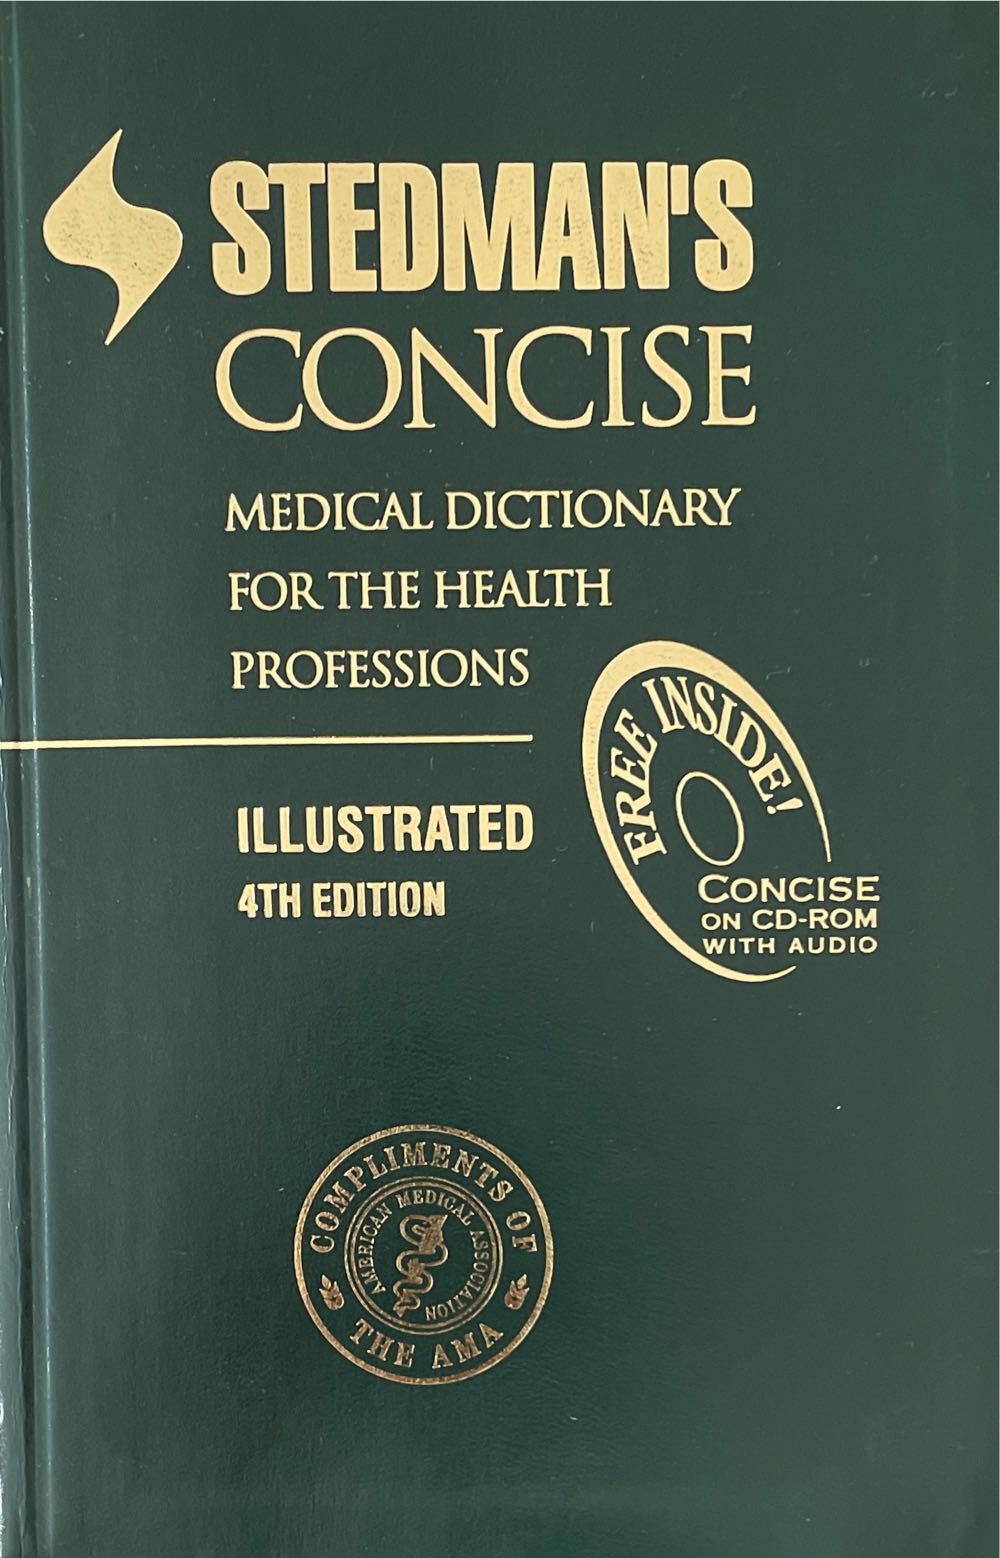 STEDMAN'S
CONCISE
MEDICAL DICTIONARY
FOR THE HEALTH
PROFESSIONS
ILLUSTRATED
4TH EDITION
FREE INSIDE!
CONCISE
ON CD-ROM
WITH AUDIO
COMPLIMENTS OF
THE AMA
AMERICAN MEDICAL ASSOCIATION